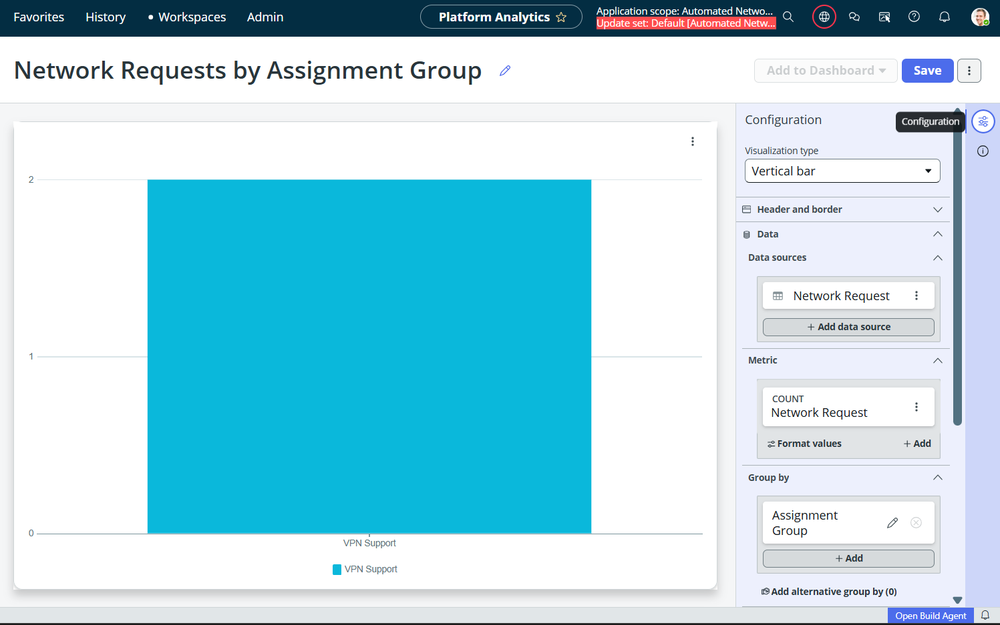 Favorites
History
Workspaces
Admin
Platform Analytics
Application scope: Automated Netwo...
Update set: Default [Automated Netw...
Network Requests by Assignment Group
Add to Dashboard
Save
Configuration
Configuration
Visualization type
Vertical bar
Header and border
Data
Data sources
Network Request
+ Add data source
Metric
COUNT
Network Request
Format values
+ Add
Group by
Assignment
Group
+ Add
Add alternative group by (0)
2
1
0
VPN Support
VPN Support
Open Build Agent